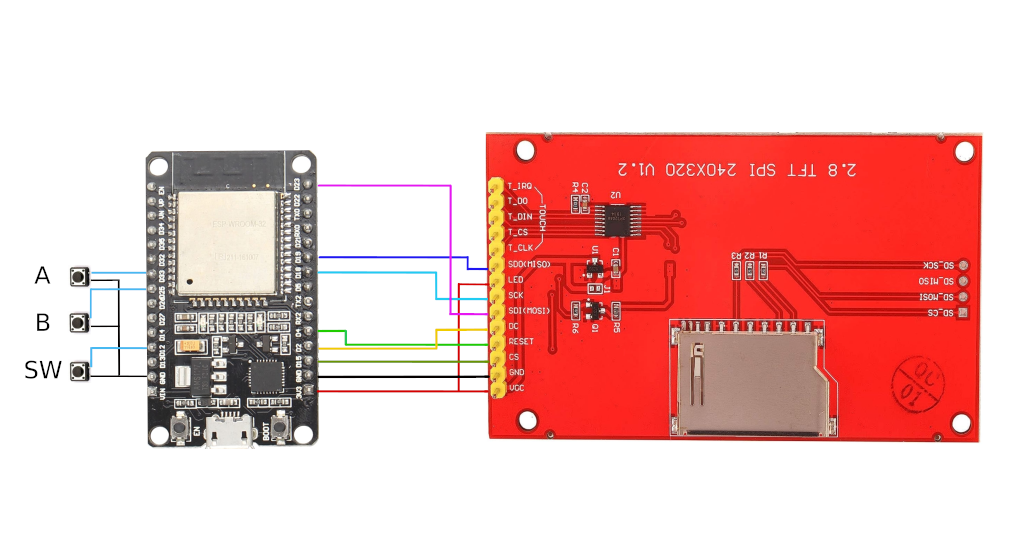 A
B
SW
EN
VP
VN
D34
D35
D32
D33
D25
D26
D27
D14
D12
D13
GND
VIN
D23
D22
TX0
RX0
D21
D19
D18
D5
TX2
RX2
D4
D2
D15
GND
3V3
EN
BOOT
2.8 TFT SPI 240X320 V1.2
T_IRQ
T_DO
T_DIN
T_CS
T_CLK
TOUCH
SDO(MISO)
LED
SCK
SDI(MOSI)
DC
RESET
CS
GND
VCC
R4
C2
U2
U1
C1
J1
R6
Q1
R5
R3
R2
R1
SD_SCK
SD_MISO
SD_MOSI
SD_CS
QC
01